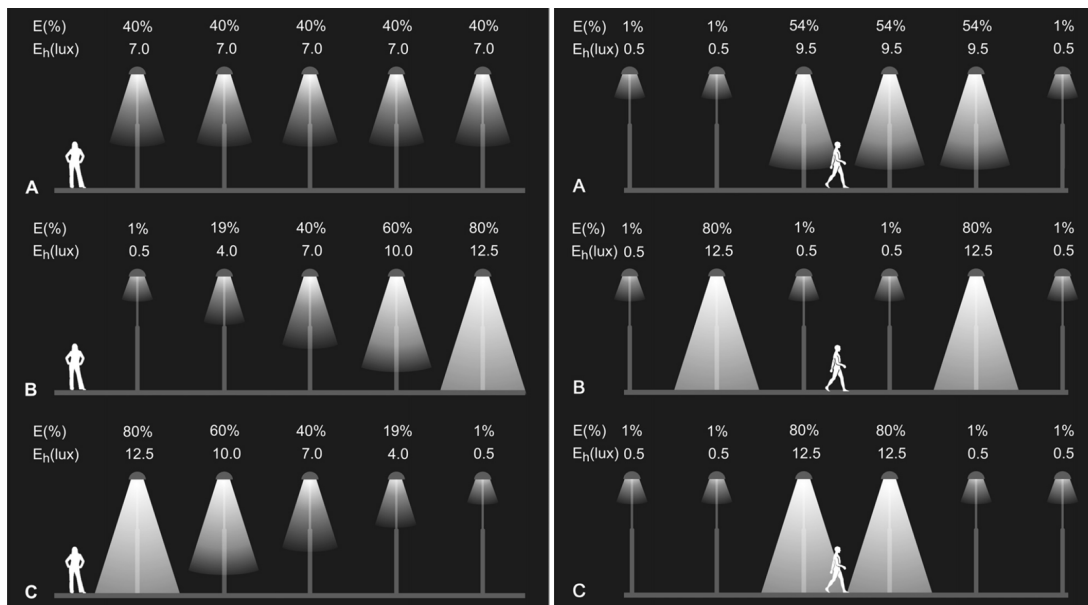 E(%) 40% 40% 40% 40% 40%
Eh(lux) 7.0 7.0 7.0 7.0 7.0
A
E(%) 1% 19% 40% 60% 80%
Eh(lux) 0.5 4.0 7.0 10.0 12.5
B
E(%) 80% 60% 40% 19% 1%
Eh(lux) 12.5 10.0 7.0 4.0 0.5
C
E(%) 1% 1% 54% 54% 54% 1%
Eh(lux) 0.5 0.5 9.5 9.5 9.5 0.5
A
E(%) 1% 80% 1% 1% 80% 1%
Eh(lux) 0.5 12.5 0.5 0.5 12.5 0.5
B
E(%) 1% 1% 80% 80% 1% 1%
Eh(lux) 0.5 0.5 12.5 12.5 0.5 0.5
C